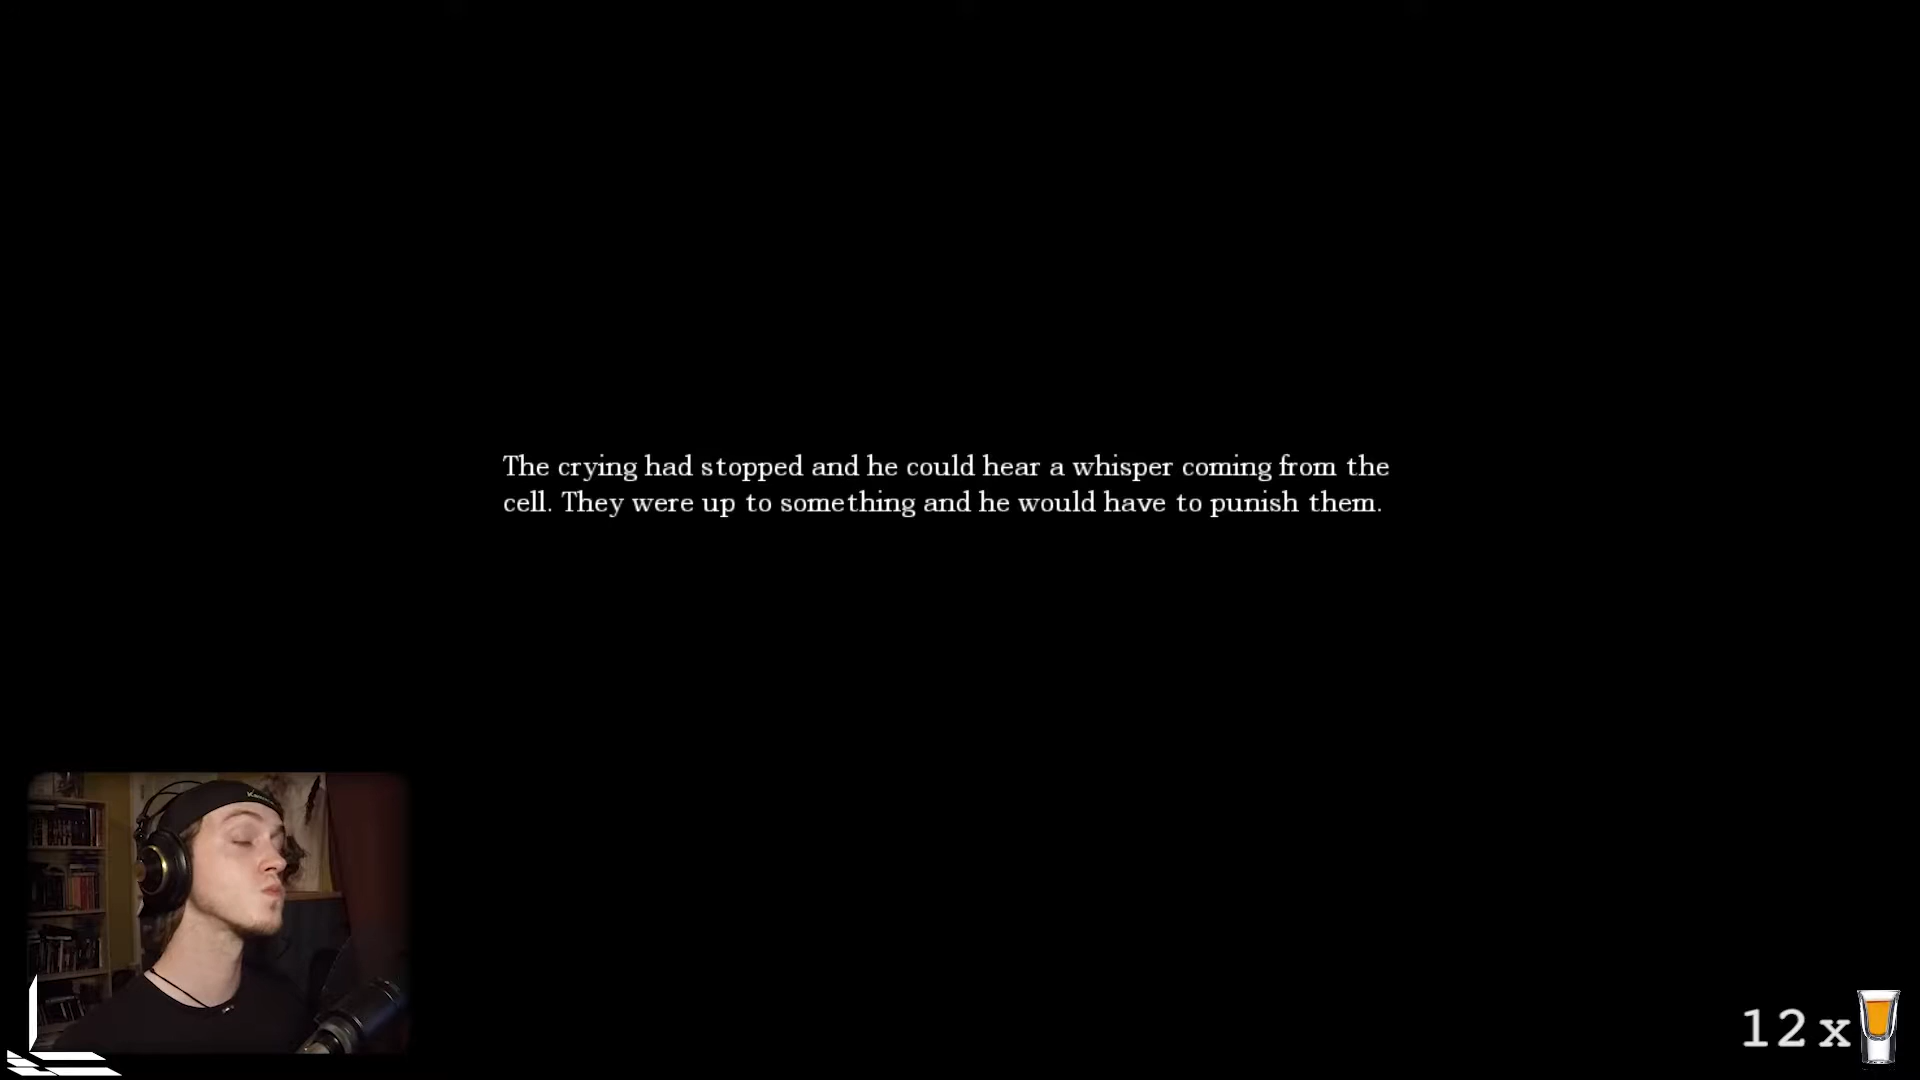 The crying had stopped and he could hear a whisper coming from the
cell. They were up to something and he would have to punish them.
12x